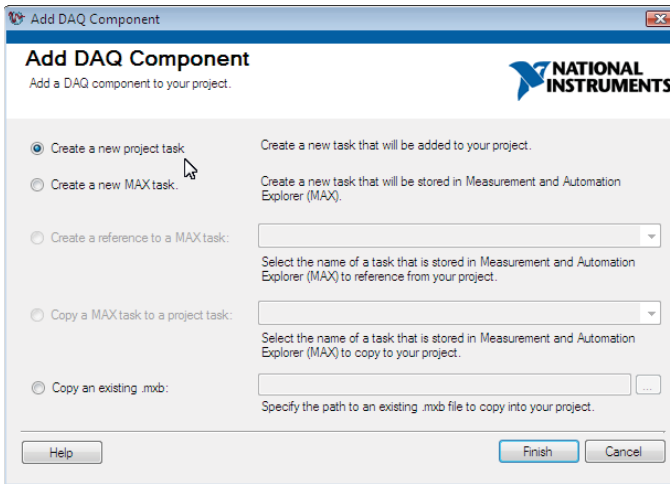 Add DAQ Component
Add DAQ Component
Add a DAQ component to your project.
NATIONAL
INSTRUMENTS
Create a new project task
Create a new task that will be added to your project.
Create a new MAX task.
Create a new task that will be stored in Measurement and Automation
Explorer (MAX).
Create a reference to a MAX task:
Select the name of a task that is stored in Measurement and Automation
Explorer (MAX) to reference from your project.
Copy a MAX task to a project task:
Select the name of a task that is stored in Measurement and Automation
Explorer (MAX) to copy to your project.
Copy an existing .mxb:
...
Specify the path to an existing .mxb file to copy into your project.
Help
Finish
Cancel